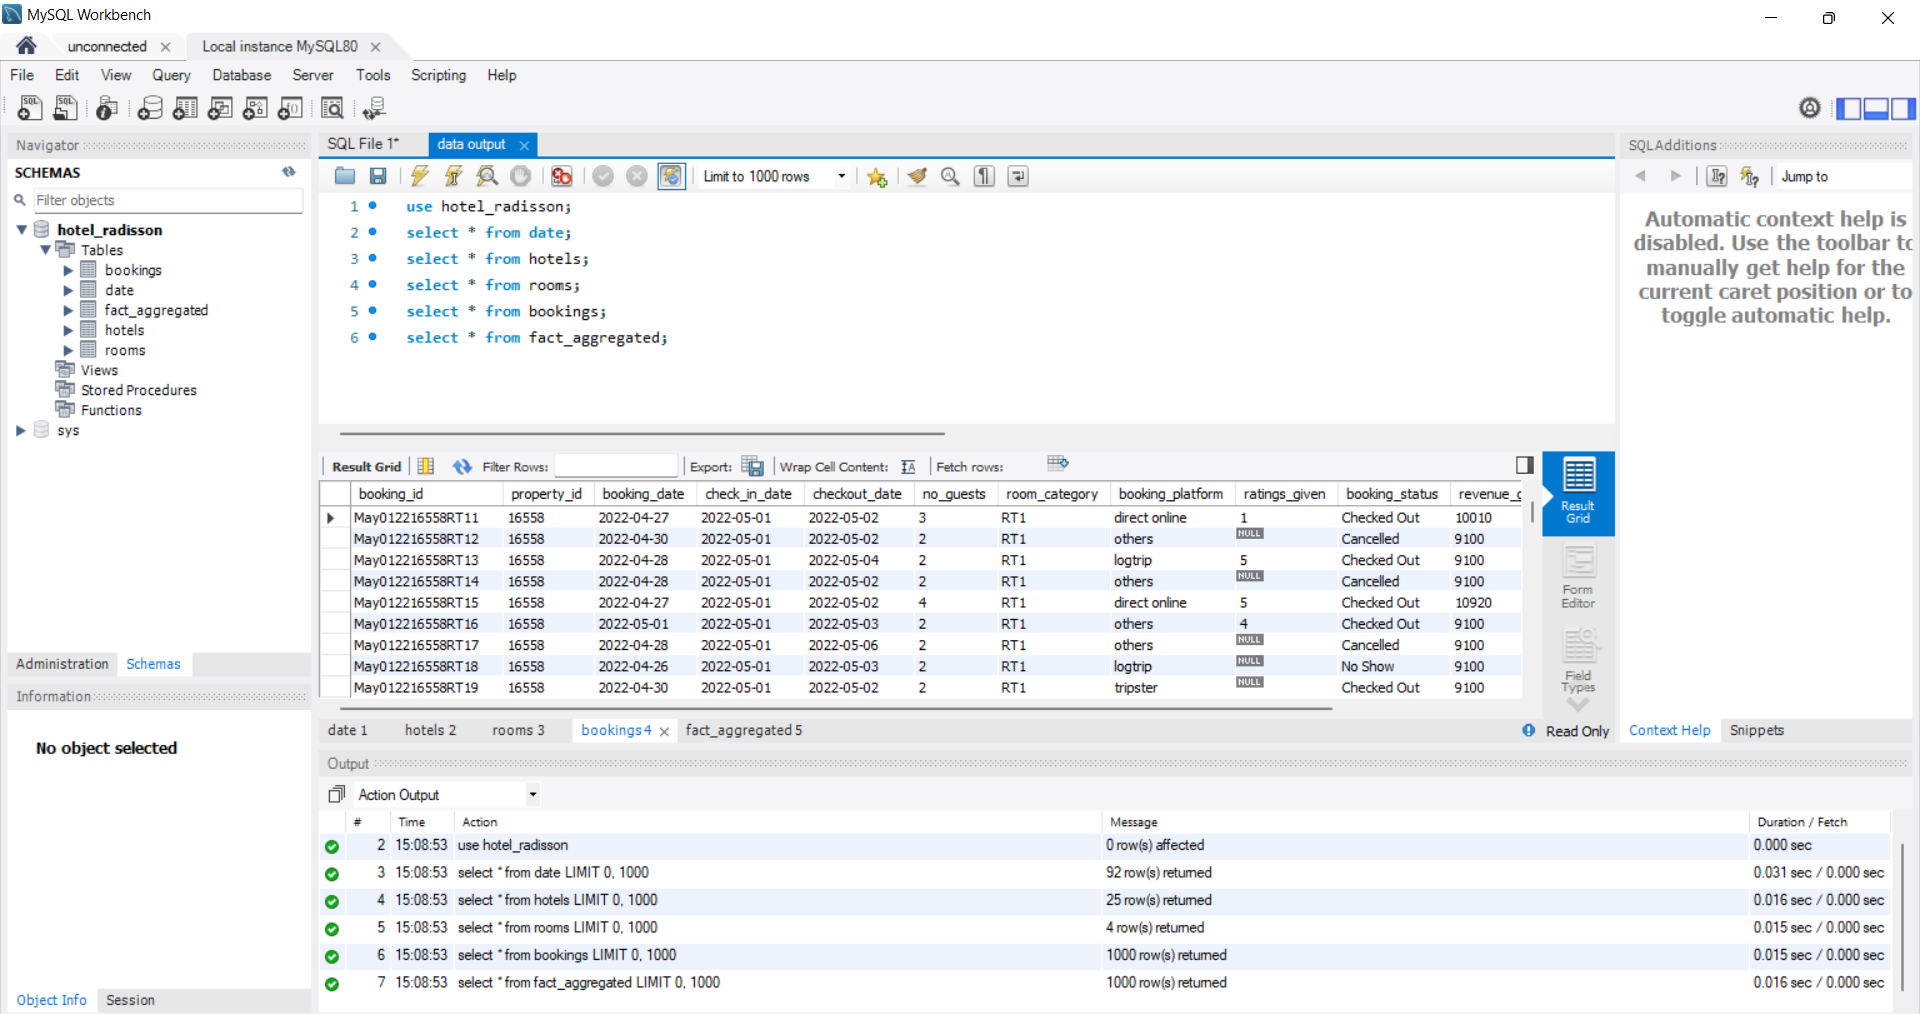 MySQL Workbench
unconnected
Local instance MySQL80
File Edit View Query Database Server Tools Scripting Help
Navigator
SCHEMAS
Filter objects
hotel_radisson
Tables
bookings
date
fact_aggregated
hotels
rooms
Views
Stored Procedures
Functions
sys
Administration Schemas
Information
No object selected
Object Info Session
SQL File 1* data output
Limit to 1000 rows
1 use hotel_radisson;
2 select * from date;
3 select * from hotels;
4 select * from rooms;
5 select * from bookings;
6 select * from fact_aggregated;
Result Grid Filter Rows: Export: Wrap Cell Content: Fetch rows:
booking_id property_id booking_date check_in_date checkout_date no_guests room_category booking_platform ratings_given booking_status revenue_
May012216558RT11 16558 2022-04-27 2022-05-01 2022-05-02 3 RT1 direct online 1 Checked Out 10010
May012216558RT12 16558 2022-04-30 2022-05-01 2022-05-02 2 RT1 others NULL Cancelled 9100
May012216558RT13 16558 2022-04-28 2022-05-01 2022-05-04 2 RT1 logtrip 5 Checked Out 9100
May012216558RT14 16558 2022-04-28 2022-05-01 2022-05-02 2 RT1 others NULL Cancelled 9100
May012216558RT15 16558 2022-04-27 2022-05-01 2022-05-02 4 RT1 direct online 5 Checked Out 10920
May012216558RT16 16558 2022-05-01 2022-05-01 2022-05-03 2 RT1 others 4 Checked Out 9100
May012216558RT17 16558 2022-04-28 2022-05-01 2022-05-06 2 RT1 others NULL Cancelled 9100
May012216558RT18 16558 2022-04-26 2022-05-01 2022-05-03 2 RT1 logtrip NULL No Show 9100
May012216558RT19 16558 2022-04-30 2022-05-01 2022-05-02 2 RT1 tripster NULL Checked Out 9100
Result
Grid
Form
Editor
Field
Types
date 1 hotels 2 rooms 3 bookings 4 fact_aggregated 5
Read Only
SQLAdditions
Jump to
Automatic context help is
disabled. Use the toolbar to
manually get help for the
current caret position or to
toggle automatic help.
Context Help Snippets
Output
Action Output
# Time Action Message Duration / Fetch
2 15:08:53 use hotel_radisson 0 row(s) affected 0.000 sec
3 15:08:53 select * from date LIMIT 0, 1000 92 row(s) returned 0.031 sec / 0.000 sec
4 15:08:53 select * from hotels LIMIT 0, 1000 25 row(s) returned 0.016 sec / 0.000 sec
5 15:08:53 select * from rooms LIMIT 0, 1000 4 row(s) returned 0.015 sec / 0.000 sec
6 15:08:53 select * from bookings LIMIT 0, 1000 1000 row(s) returned 0.015 sec / 0.000 sec
7 15:08:53 select * from fact_aggregated LIMIT 0, 1000 1000 row(s) returned 0.016 sec / 0.000 sec